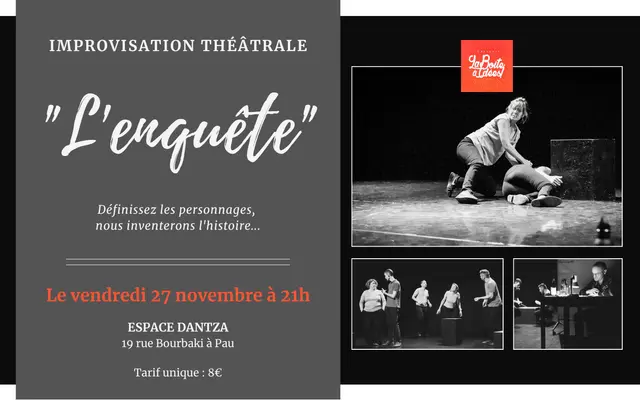 IMPROVISATION THÉÂTRALE
"L'enquête"
Définissez les personnages,
nous inventerons l'histoire...
Le vendredi 27 novembre à 21h
ESPACE DANTZA
19 rue Bourbaki à Pau
Tarif unique : 8€
La Boîte
à Idées